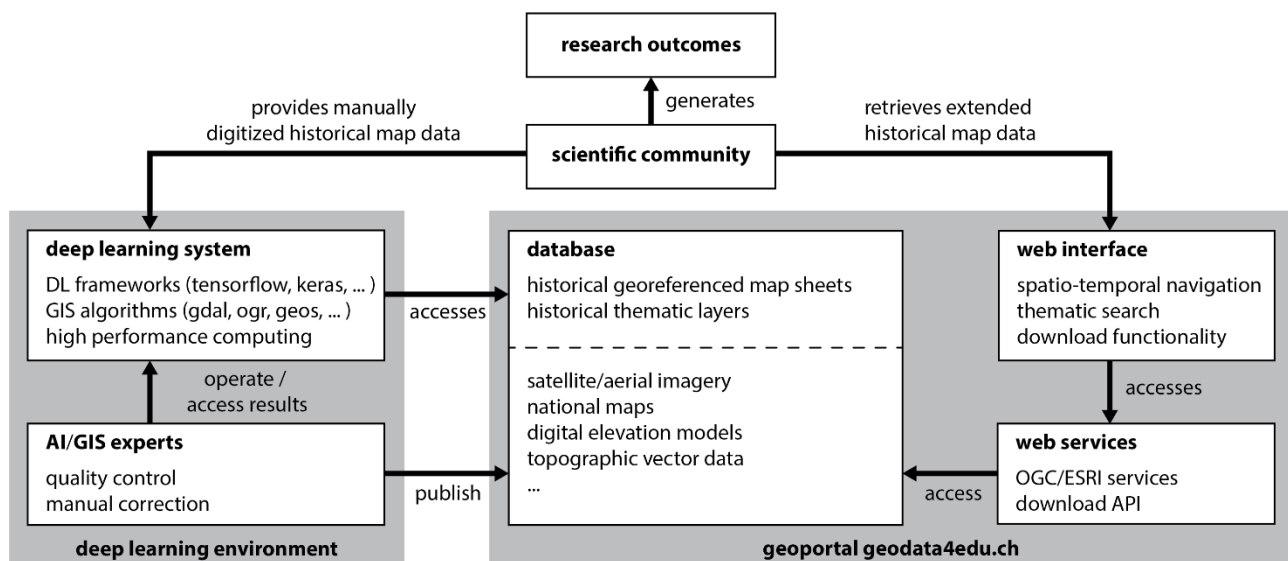 research outcomes
generates
provides manually
digitized historical map data
retrieves extended
historical map data
scientific community
deep learning system
DL frameworks (tensorflow, keras, ... )
GIS algorithms (gdal, ogr, geos, ... )
high performance computing
accesses
database
historical georeferenced map sheets
historical thematic layers
satellite/aerial imagery
national maps
digital elevation models
topographic vector data
...
web interface
spatio-temporal navigation
thematic search
download functionality
operate /
access results
accesses
AI/GIS experts
quality control
manual correction
publish
web services
OGC/ESRI services
download API
access
deep learning environment
geoportal geodata4edu.ch